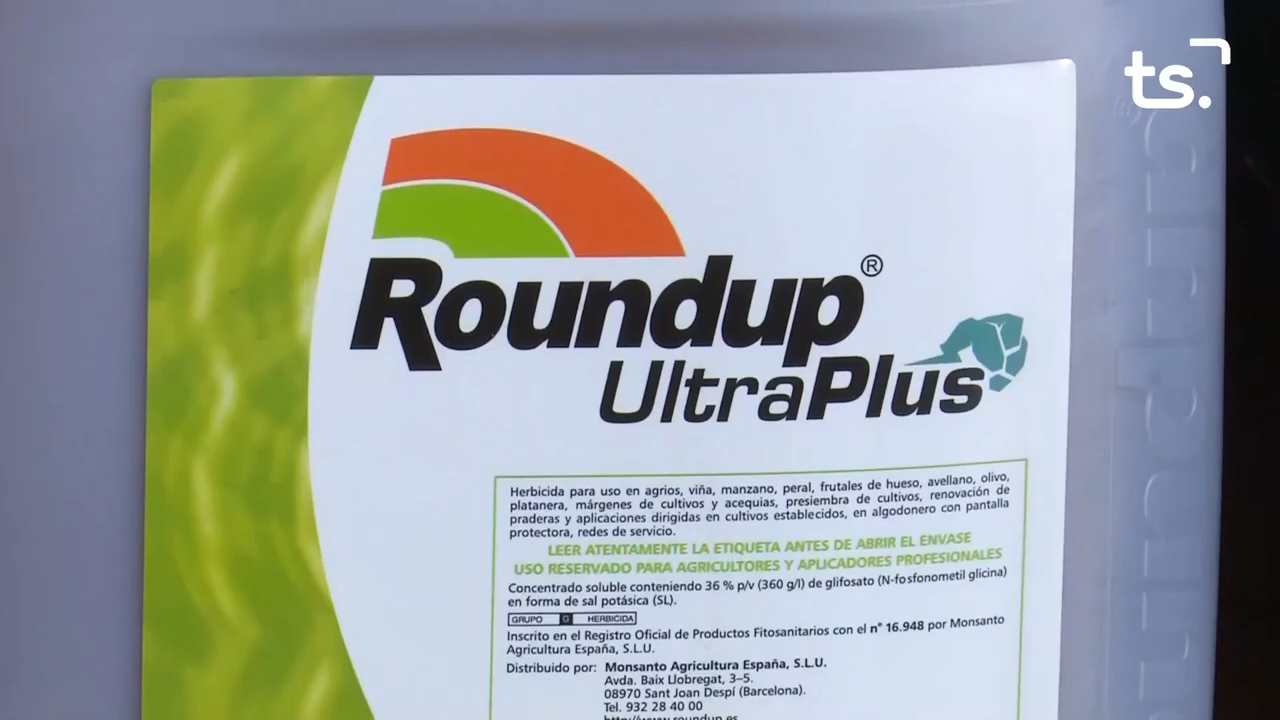 ts.
Roundup®
UltraPlus
Herbicida para uso en agrios, viña, manzano, peral, frutales de hueso, avellano, olivo,
platanera, márgenes de cultivos y acequias, presiembra de cultivos, renovación de
praderas y aplicaciones dirigidas en cultivos establecidos, en algodonero con pantalla
protectora, redes de servicio.
LEER ATENTAMENTE LA ETIQUETA ANTES DE ABRIR EL ENVASE
USO RESERVADO PARA AGRICULTORES Y APLICADORES PROFESIONALES
Concentrado soluble conteniendo 36 % p/v (360 g/l) de glifosato (N-fosfonometil glicina)
en forma de sal potásica (SL).
GRUPO G HERBICIDA
Inscrito en el Registro Oficial de Productos Fitosanitarios con el n° 16.948 por Monsanto
Agricultura España, S.L.U.
Distribuido por: Monsanto Agricultura España, S.L.U.
Avda. Baix Llobregat, 3–5.
08970 Sant Joan Despí (Barcelona).
Tel. 932 28 40 00
http://www.roundup.es